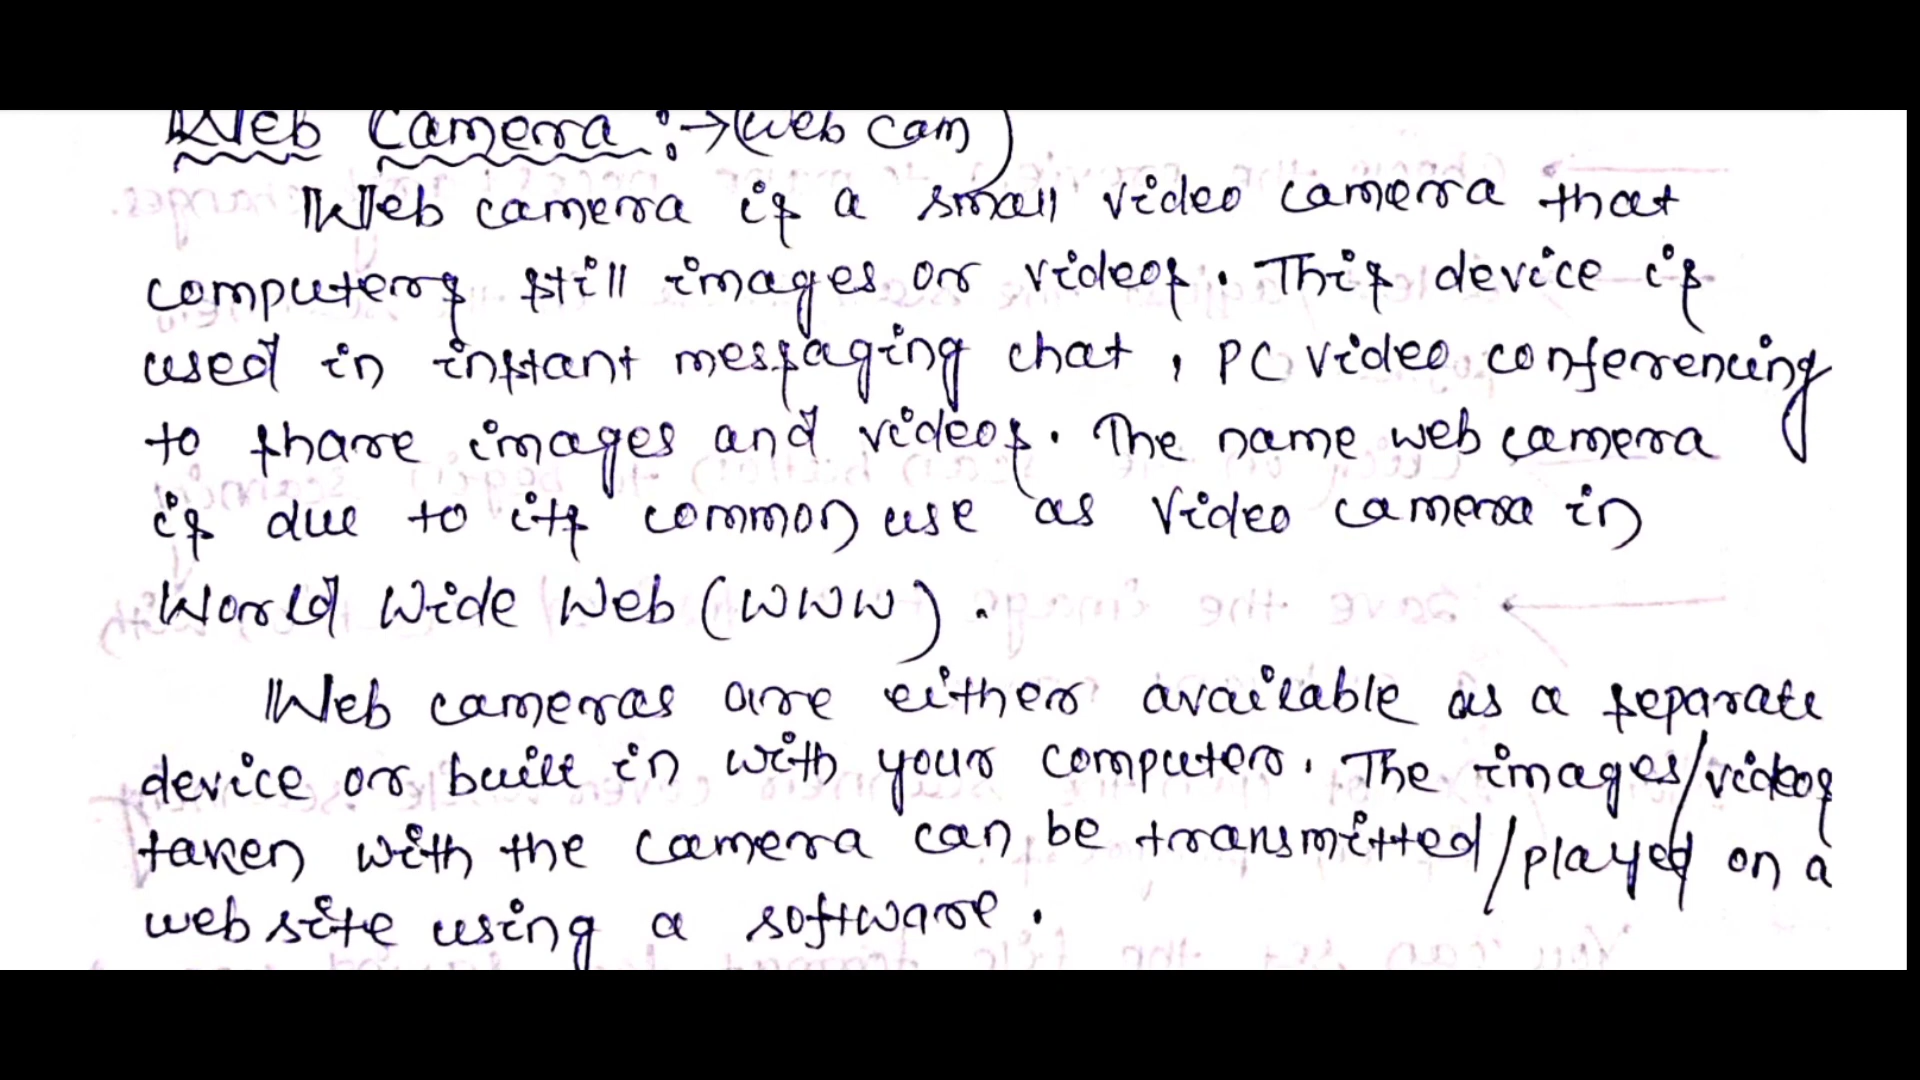 Web Camera :→ (Web cam)
Web camera is a small video camera that
computers still images or videos. This device is
used in instant messaging chat, PC video conferencing
to share images and videos. The name web camera
is due to its common use as video camera in
World Wide Web (WWW).
Web cameras are either available as a separate
device or built in with your computer. The images/videos
taken with the camera can be transmitted/played on a
web site using a software.